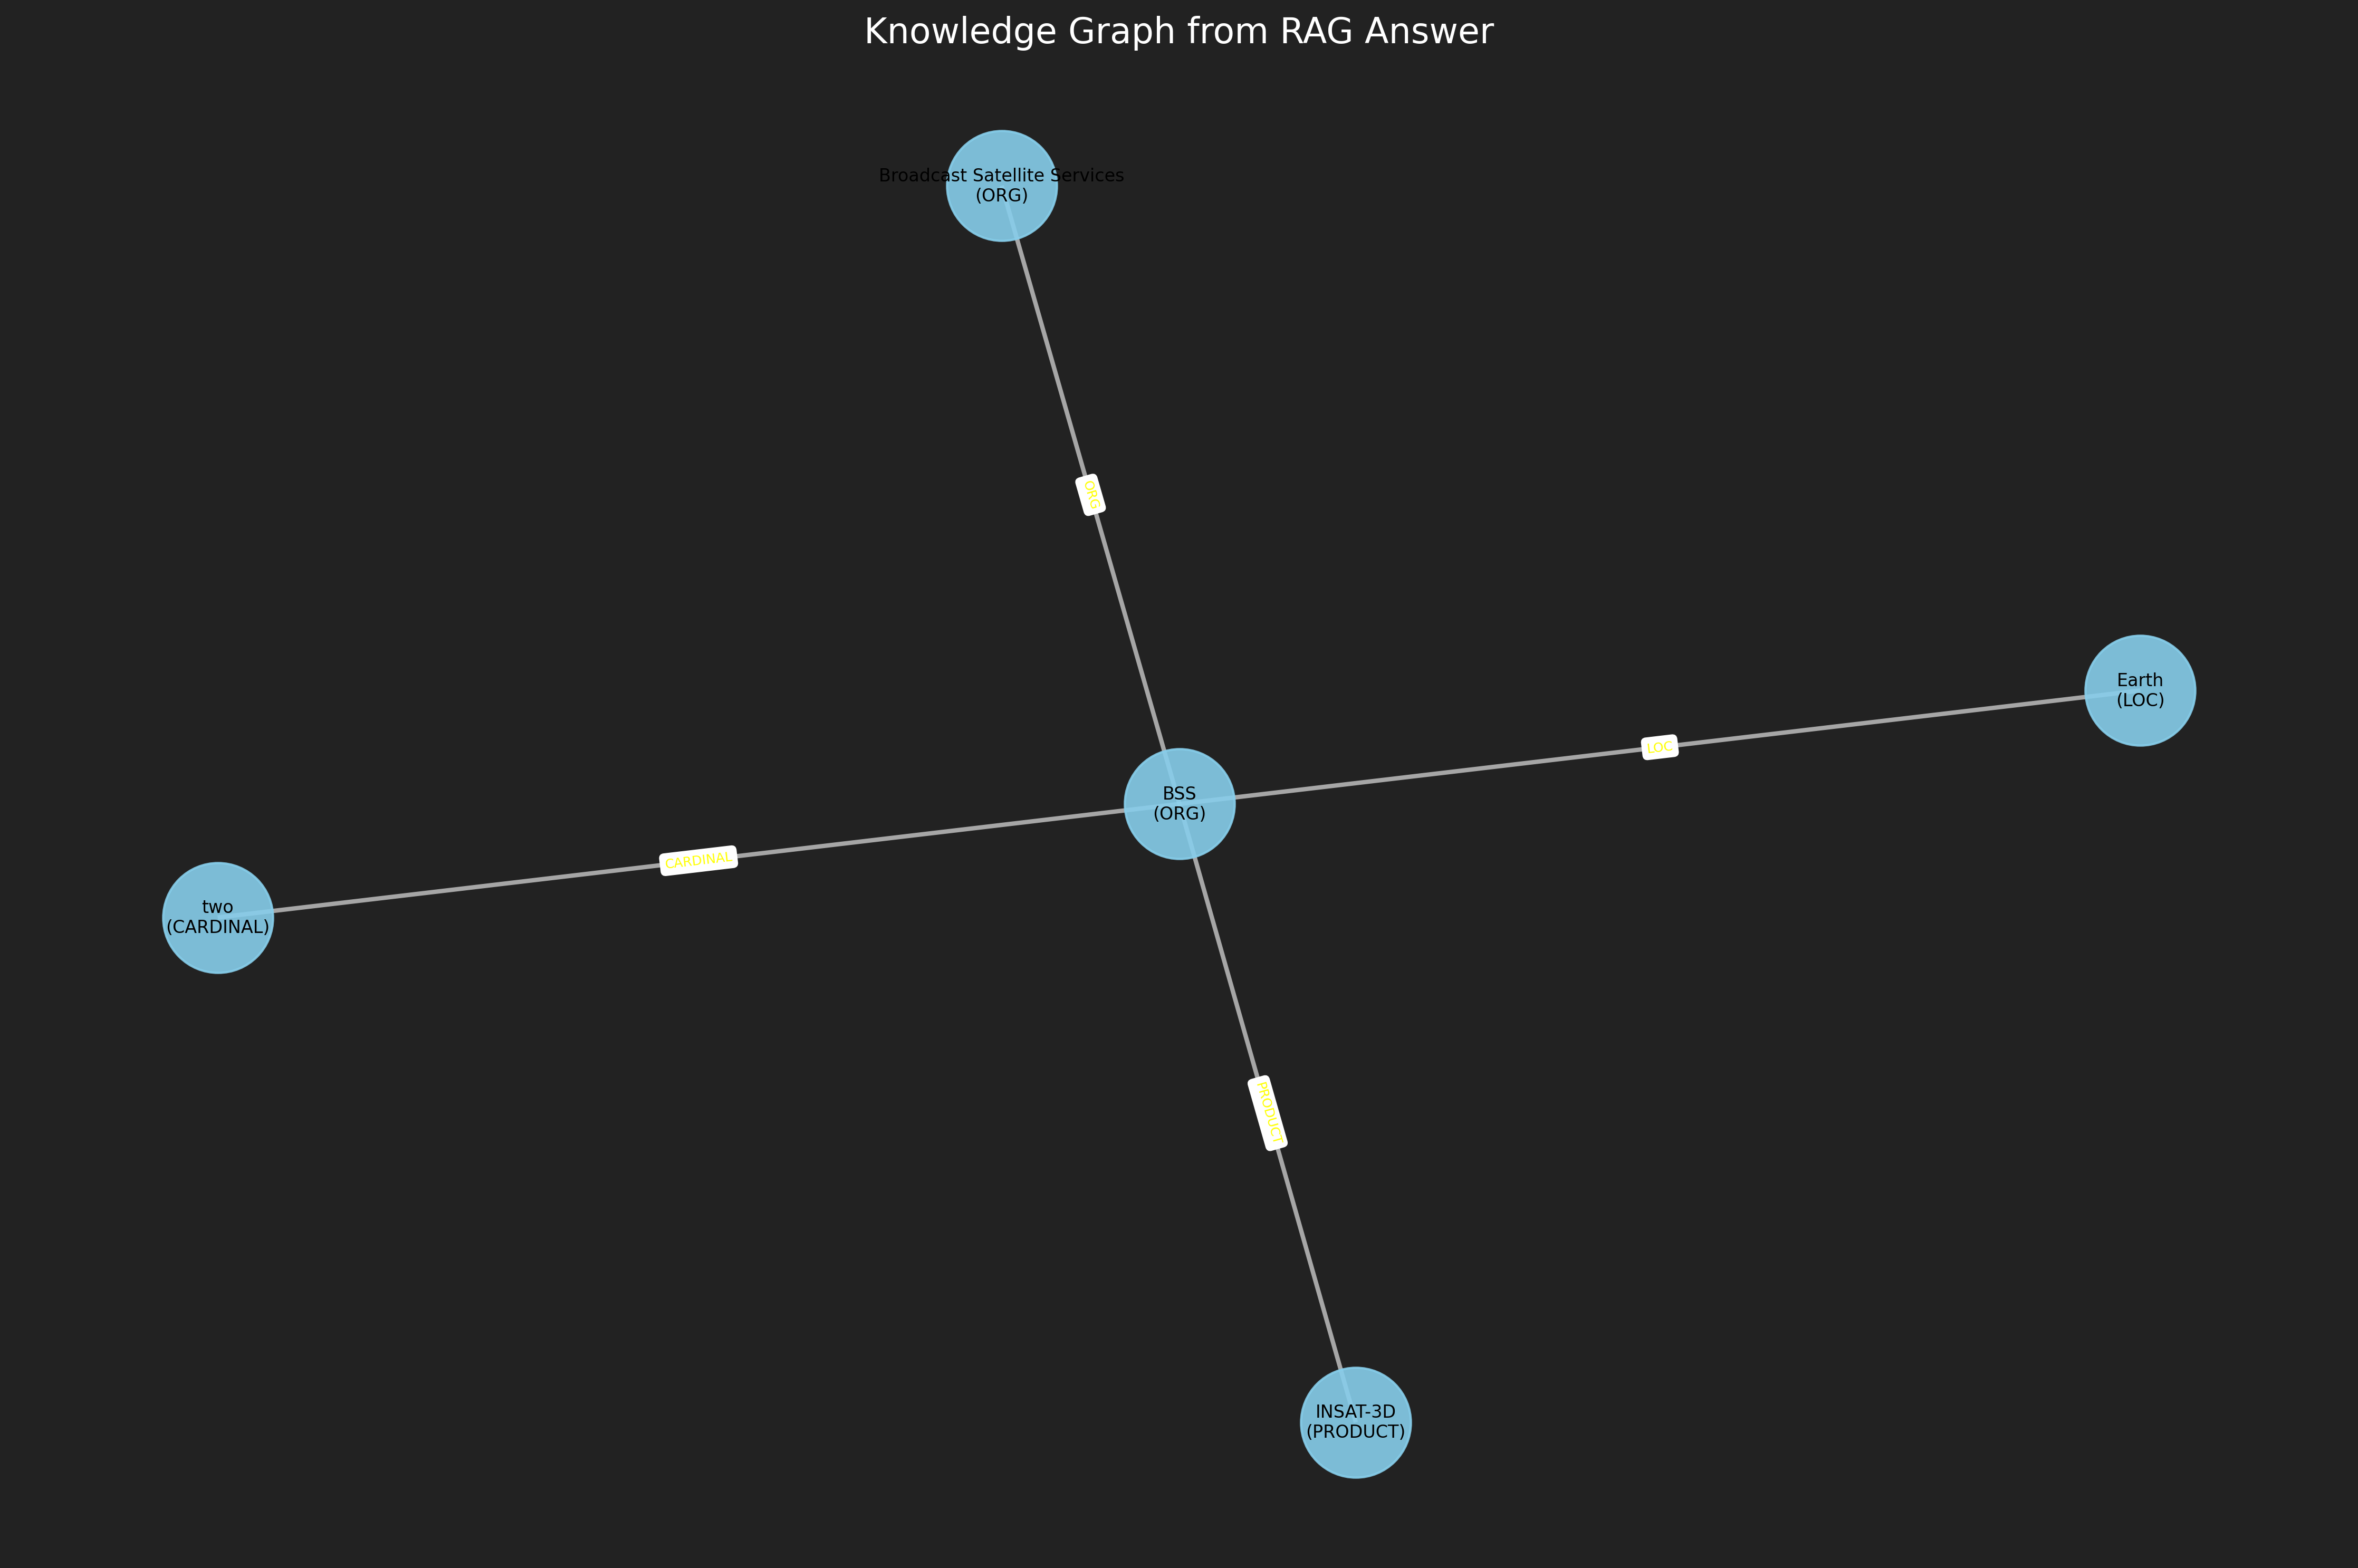 Knowledge Graph from RAG Answer
Broadcast Satellite Services
(ORG)
ORG
Earth
(LOC)
LOC
BSS
(ORG)
CARDINAL
two
(CARDINAL)
PRODUCT
INSAT-3D
(PRODUCT)